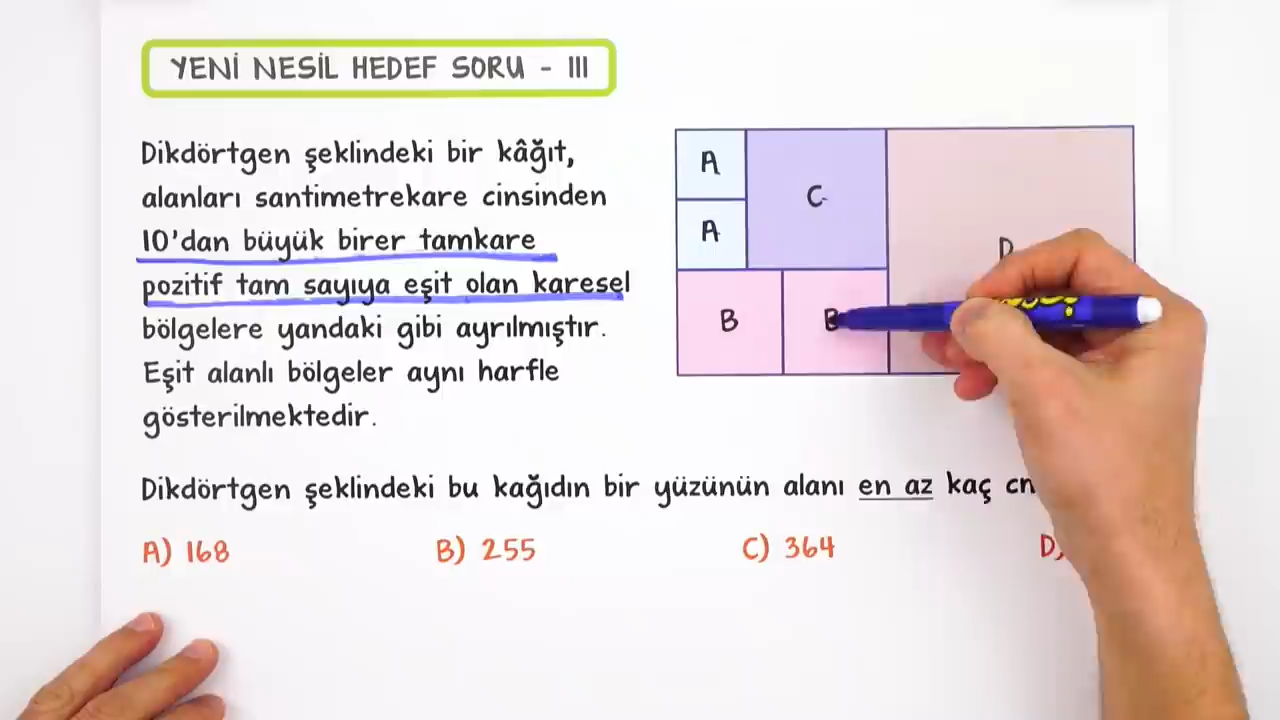 YENİ NESİL HEDEF SORU - III
Dikdörtgen şeklindeki bir kâğıt,
alanları santimetrekare cinsinden
10'dan büyük birer tamkare
pozitif tam sayıya eşit olan karesel
bölgelere yandaki gibi ayrılmıştır.
Eşit alanlı bölgeler aynı harfle
gösterilmektedir.
A
C
A
B
B
Dikdörtgen şeklindeki bu kağıdın bir yüzünün alanı en az kaç
A) 168
B) 255
C) 364
D)